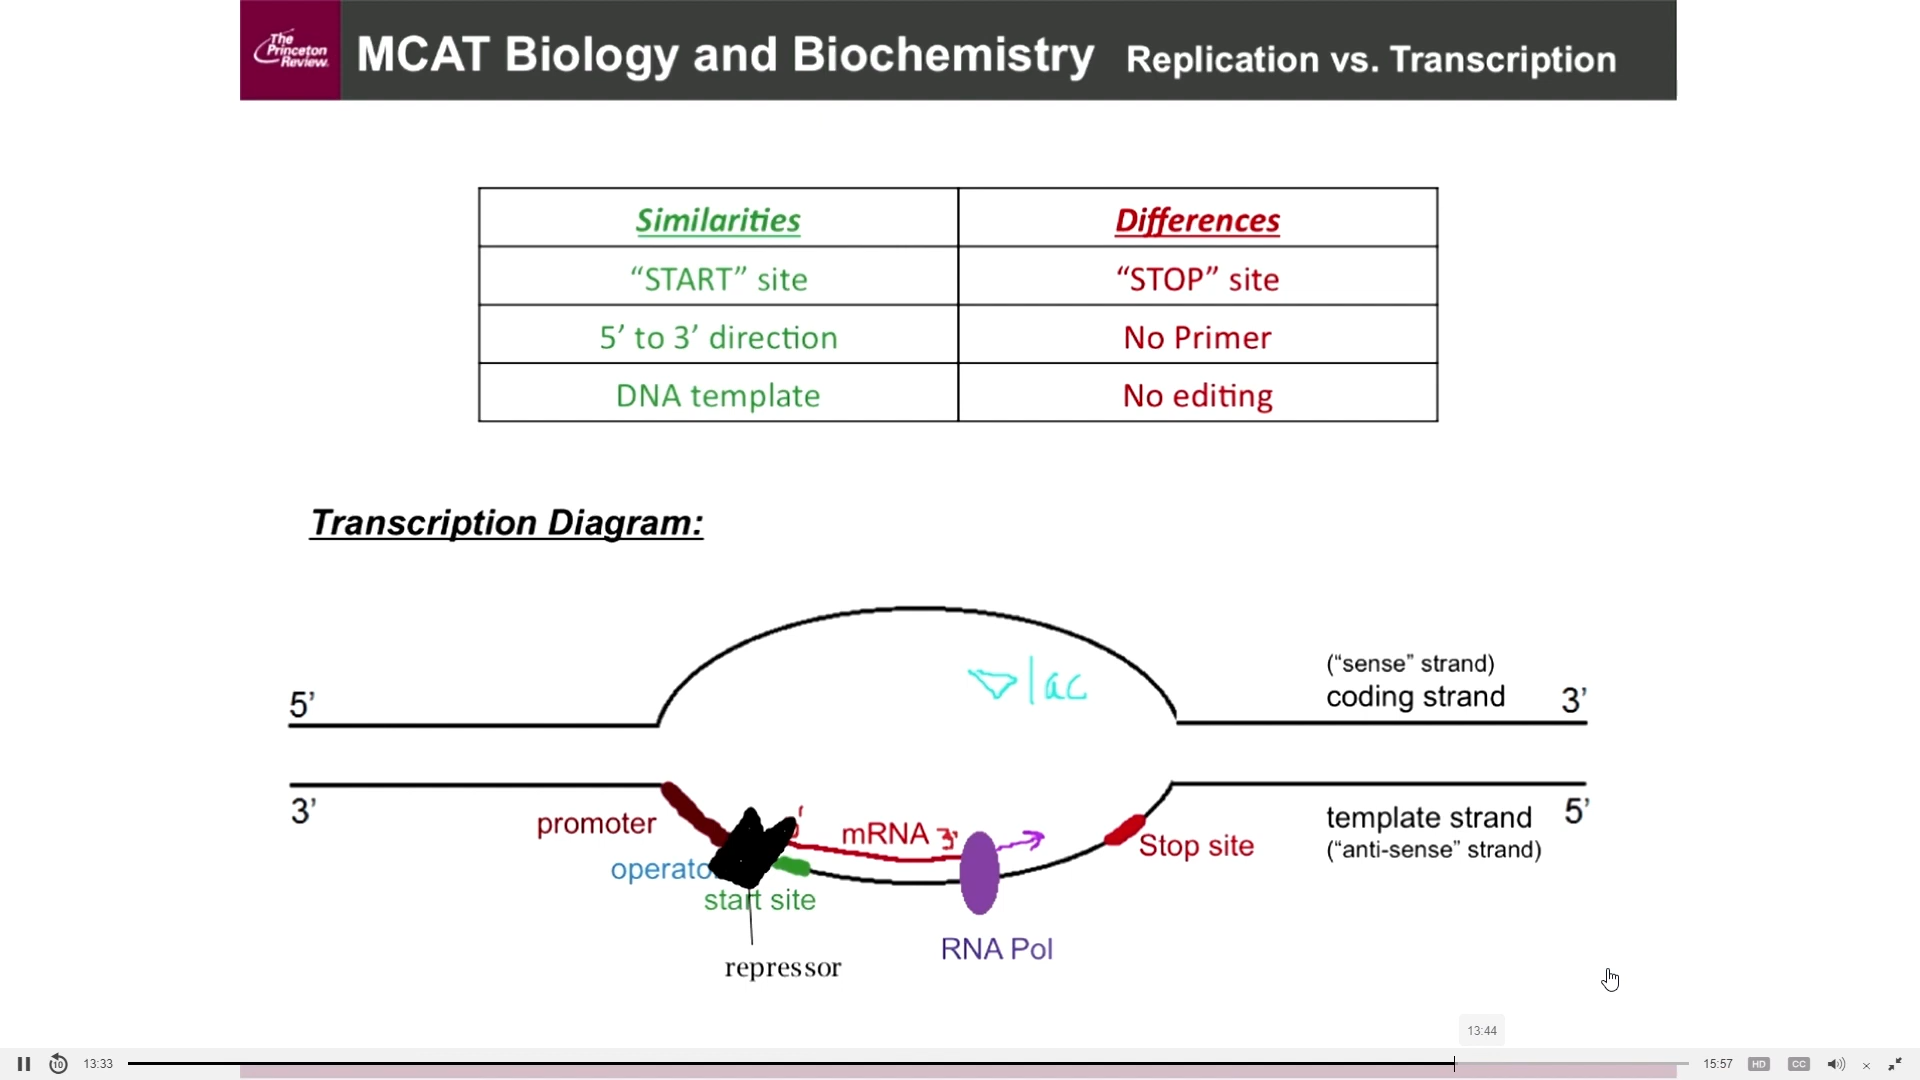 The
Princeton
Review.
MCAT Biology and Biochemistry Replication vs. Transcription
Similarities Differences
“START” site “STOP” site
5’ to 3’ direction No Primer
DNA template No editing
Transcription Diagram:
lac
(“sense” strand)
5’ coding strand 3’
3’ template strand 5’
(“anti-sense” strand)
promoter
mRNA 3'
Stop site
start site
RNA Pol
repressor
13:44
10 13:33 15:57 HD CC